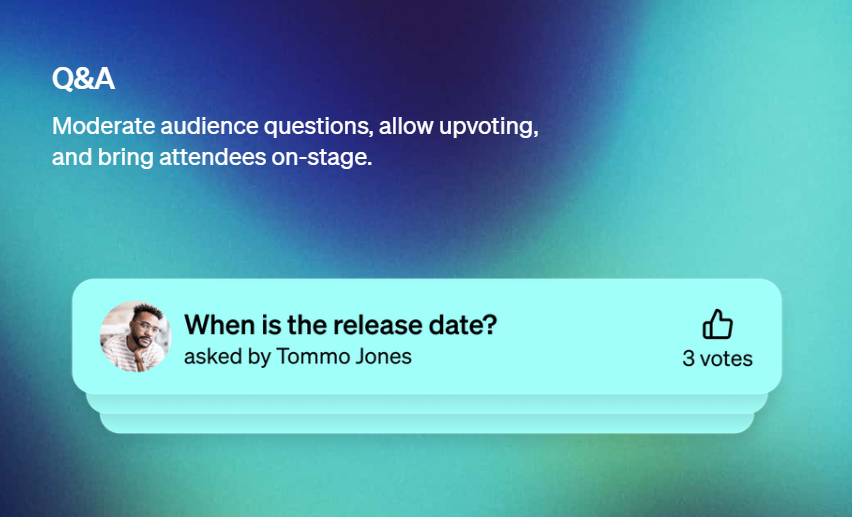 Q&A
Moderate audience questions, allow upvoting,
and bring attendees on-stage.
When is the release date?
asked by Tommo Jones
3 votes